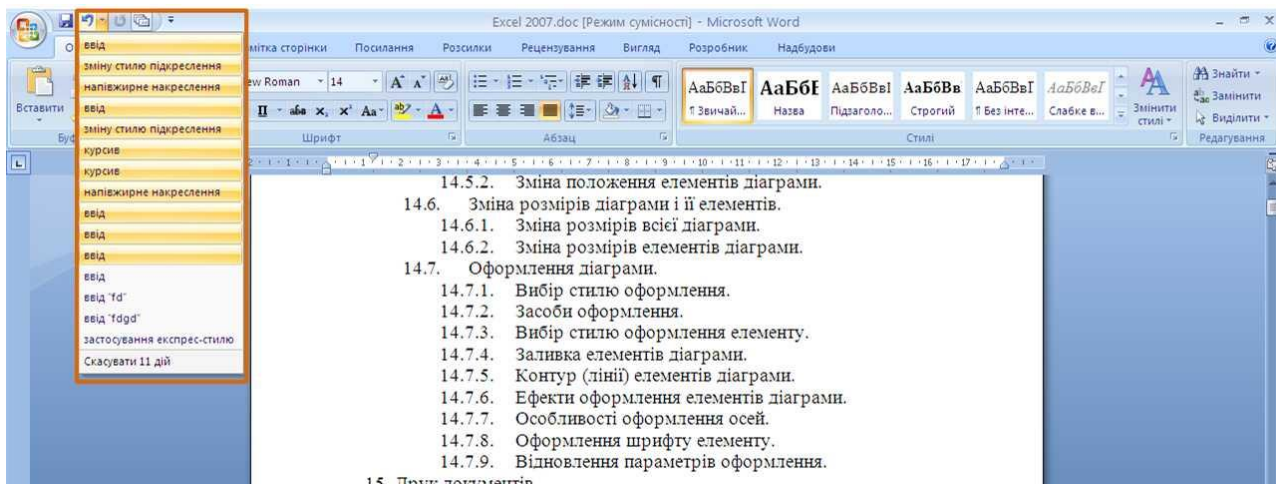 Excel 2007.doc [Режим сумісності] - Microsoft Word
мітка сторінки Посилання Розсилки Рецензування Вигляд Розробник Надбудови
Вставити
ew Roman 14
Шрифт
Абзац
АаБбВвГ АаБбГ АаБбВвІ АаБбВв АаБбВвГ АаБбВвГ
¶ Звичай... Назва Підзаголо... Строгий ¶ Без інте... Слабке в...
Змінити стилі
Стилі
Знайти
Замінити
Виділити
Редагування
ввід
зміну стилю підкреслення
напівжирне накреслення
ввід
зміну стилю підкреслення
курсив
курсив
напівжирне накреслення
ввід
ввід
ввід
ввід
ввід "fd"
ввід "fdgd"
застосування експрес-стилю
Скасувати 11 дій
14.5.2. Зміна положення елементів діаграми.
14.6. Зміна розмірів діаграми і її елементів.
14.6.1. Зміна розмірів всієї діаграми.
14.6.2. Зміна розмірів елементів діаграми.
14.7. Оформлення діаграми.
14.7.1. Вибір стилю оформлення.
14.7.2. Засоби оформлення.
14.7.3. Вибір стилю оформлення елементу.
14.7.4. Заливка елементів діаграми.
14.7.5. Контур (лінії) елементів діаграми.
14.7.6. Ефекти оформлення елементів діаграми.
14.7.7. Особливості оформлення осей.
14.7.8. Оформлення шрифту елементу.
14.7.9. Відновлення параметрів оформлення.
15. Друк документів